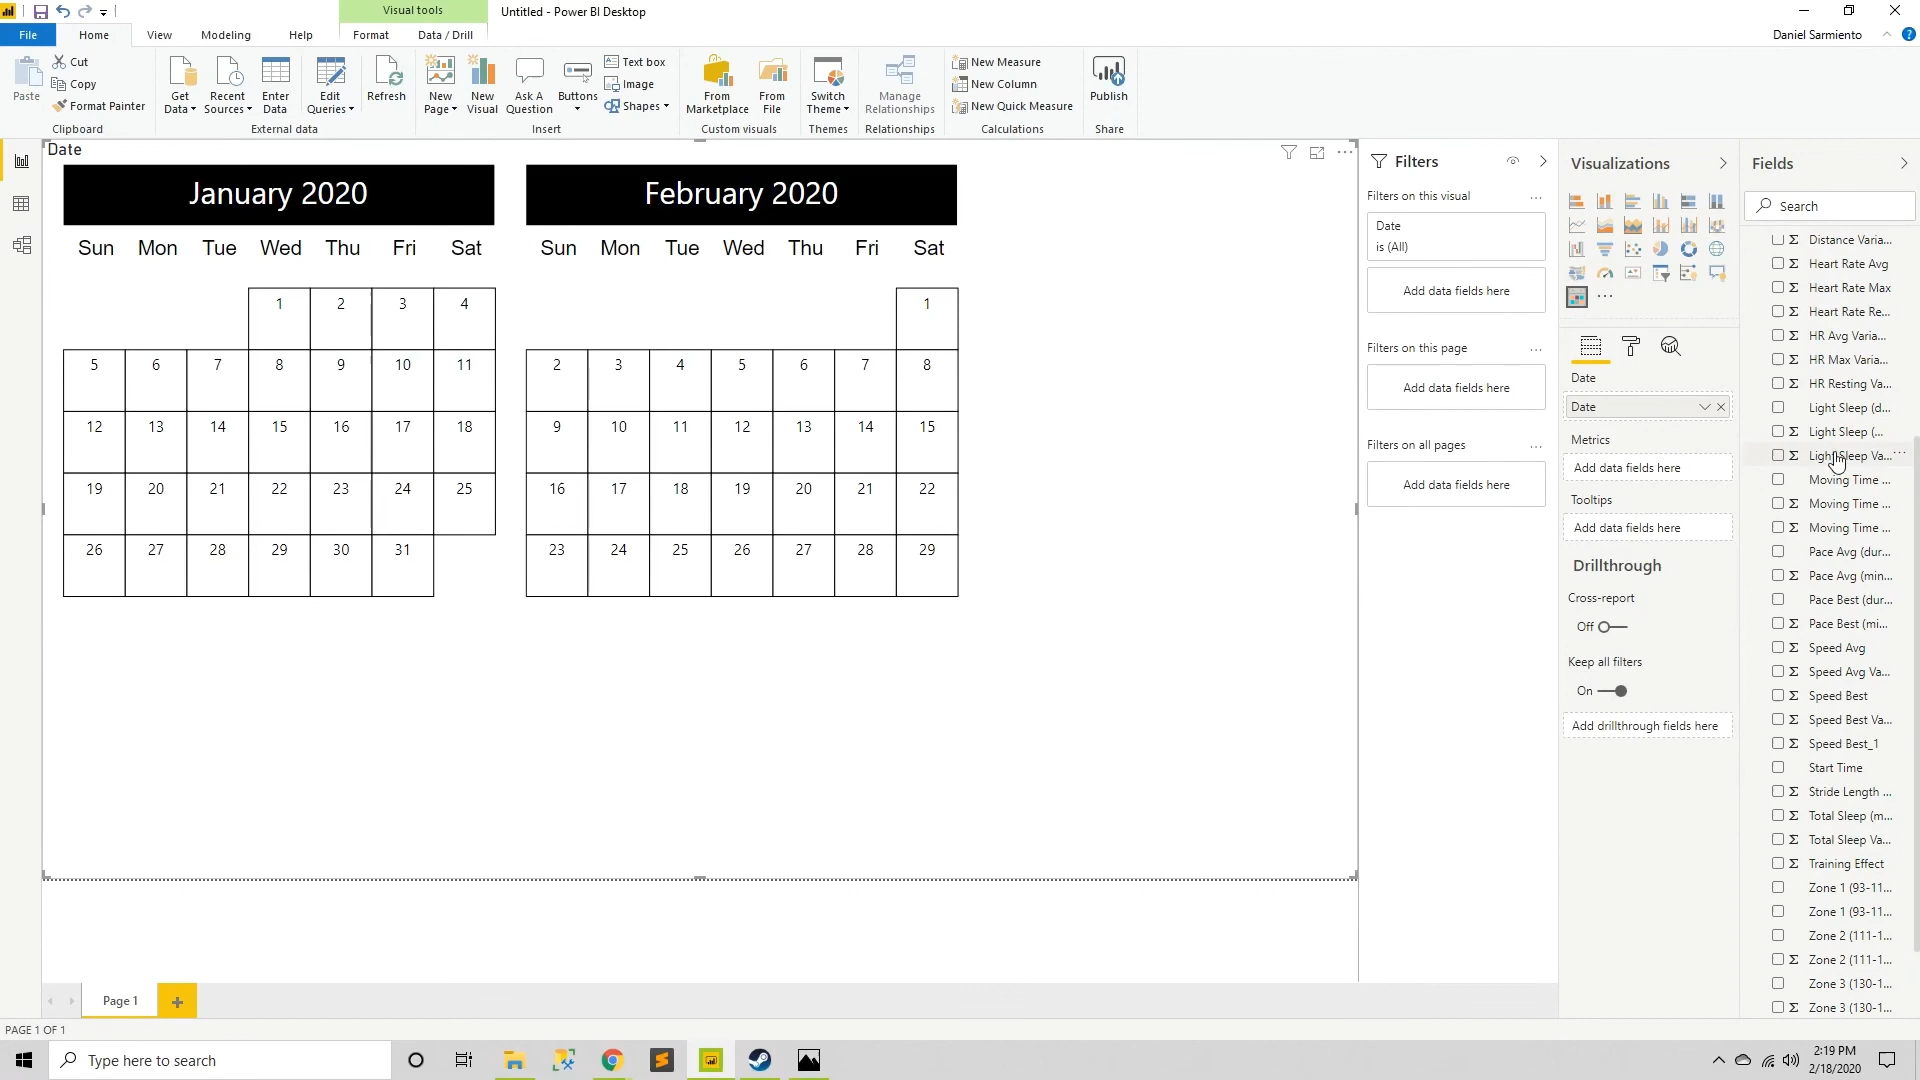 Visual tools
Untitled - Power BI Desktop
File
Home
View
Modeling
Help
Format
Data / Drill
Daniel Sarmiento
Paste
Cut
Copy
Format Painter
Clipboard
Get Data
Recent Sources
Enter Data
Edit Queries
Refresh
External data
New Page
New Visual
Ask A Question
Buttons
Text box
Image
Shapes
Insert
From Marketplace
From File
Custom visuals
Switch Theme
Themes
Manage Relationships
Relationships
New Measure
New Column
New Quick Measure
Calculations
Publish
Share
Date
January 2020
Sun Mon Tue Wed Thu Fri Sat
1 2 3 4
5 6 7 8 9 10 11
12 13 14 15 16 17 18
19 20 21 22 23 24 25
26 27 28 29 30 31
February 2020
Sun Mon Tue Wed Thu Fri Sat
1
2 3 4 5 6 7 8
9 10 11 12 13 14 15
16 17 18 19 20 21 22
23 24 25 26 27 28 29
Filters
Filters on this visual ...
Date
is (All)
Add data fields here
Filters on this page ...
Add data fields here
Filters on all pages ...
Add data fields here
Visualizations
Date
Date
Metrics
Add data fields here
Tooltips
Add data fields here
Drillthrough
Cross-report
Off
Keep all filters
On
Add drillthrough fields here
Fields
Search
Distance Varia...
Σ Heart Rate Avg
Σ Heart Rate Max
Σ Heart Rate Re...
Σ HR Avg Varia...
Σ HR Max Varia...
Σ HR Resting Va...
Light Sleep (d...
Σ Light Sleep (...
Σ Light Sleep Va...
Moving Time ...
Σ Moving Time ...
Σ Moving Time ...
Pace Avg (dur...
Σ Pace Avg (min...
Pace Best (dur...
Σ Pace Best (mi...
Σ Speed Avg
Σ Speed Avg Va...
Σ Speed Best
Σ Speed Best Va...
Σ Speed Best_1
Start Time
Σ Stride Length ...
Σ Total Sleep (m...
Σ Total Sleep Va...
Σ Training Effect
Zone 1 (93-11...
Zone 1 (93-11...
Zone 2 (111-1...
Σ Zone 2 (111-1...
Zone 3 (130-1...
Σ Zone 3 (130-1...
Page 1
PAGE 1 OF 1
Type here to search
2:19 PM
2/18/2020